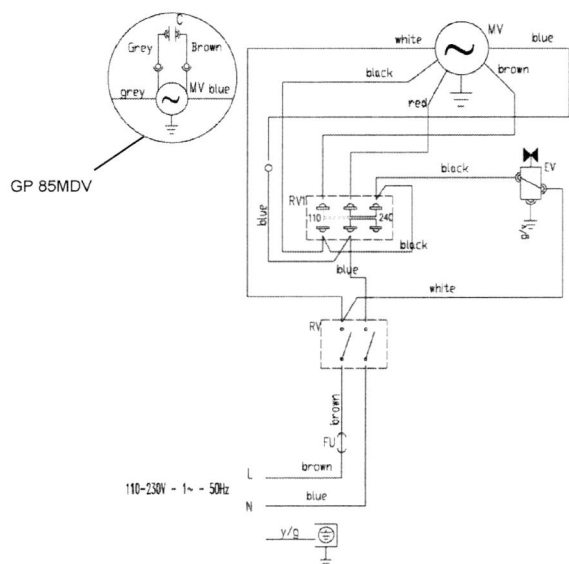 C
Grey Brown
grey MV blue
GP 85MDV
white MV blue
black brown
red
black EV
RV1
110 240
g/y
blue black
blue
white
RV
brown
FU
L brown
110-230V - 1~ - 50Hz
N blue
y/g